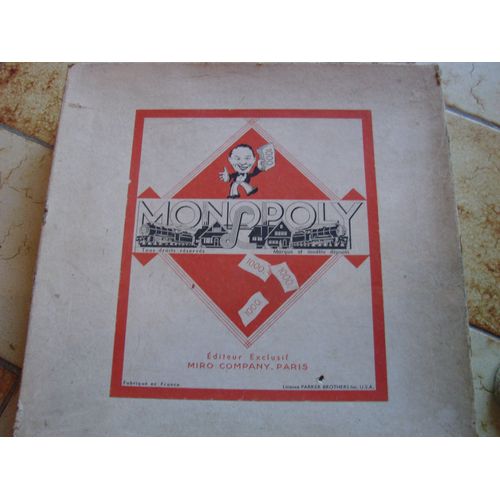 1000
MONOPOLY
Tous droits réservés
Marque et modèle déposés
1000
1000
1000
Éditeur Exclusif
MIRO COMPANY. PARIS
Fabriqué en France
Licence PARKER BROTHERS Inc. U.S.A.